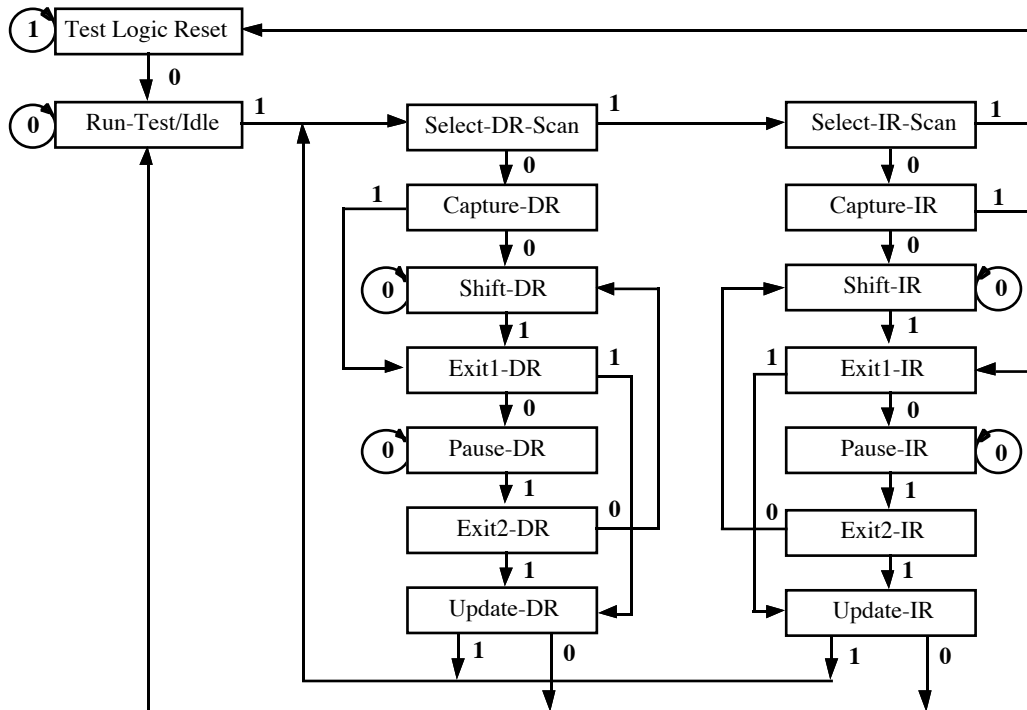 1 Test Logic Reset
0
0 Run-Test/Idle 1 Select-DR-Scan 1 Select-IR-Scan 1
0 0
1 Capture-DR Capture-IR 1
0 0
0 Shift-DR Shift-IR 0
1 1
Exit1-DR 1 1 Exit1-IR
0 0
0 Pause-DR Pause-IR 0
1 1
Exit2-DR 0 0 Exit2-IR
1 1
Update-DR Update-IR
1 0 1 0